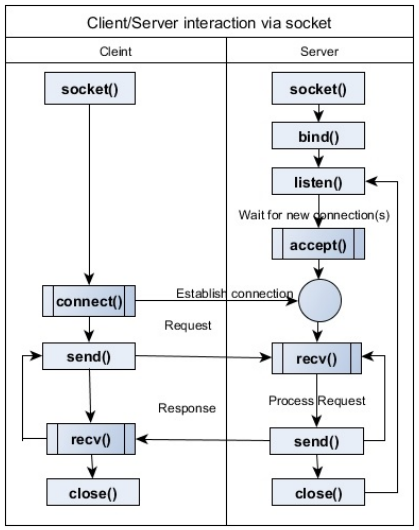 Client/Server interaction via socket
Cleint
Server
socket()
socket()
bind()
listen()
Wait for new connection(s)
accept()
connect()
Establish connection
Request
send()
recv()
Process Request
Response
recv()
send()
close()
close()